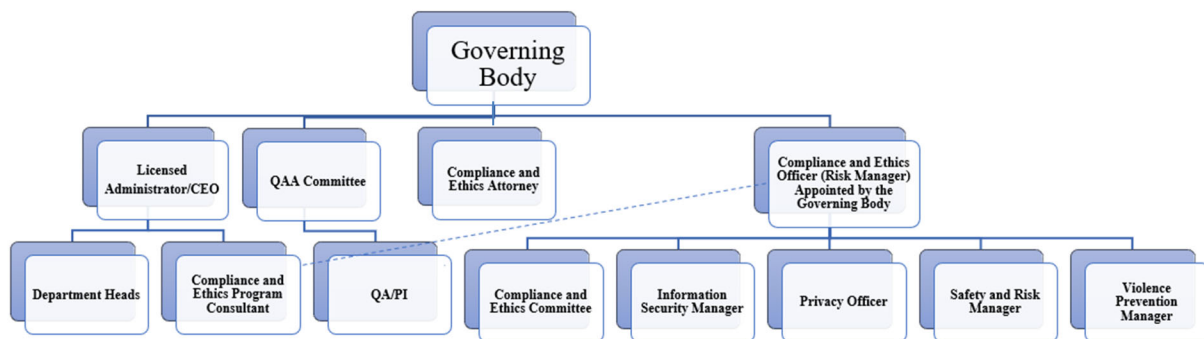 Governing
Body
Licensed
Administrator/CEO
QAA Committee
Compliance and
Ethics Attorney
Compliance and Ethics
Officer (Risk Manager)
Appointed by the
Governing Body
Department Heads
Compliance and
Ethics Program
Consultant
QA/PI
Compliance and
Ethics Committee
Information
Security Manager
Privacy Officer
Safety and Risk
Manager
Violence
Prevention
Manager